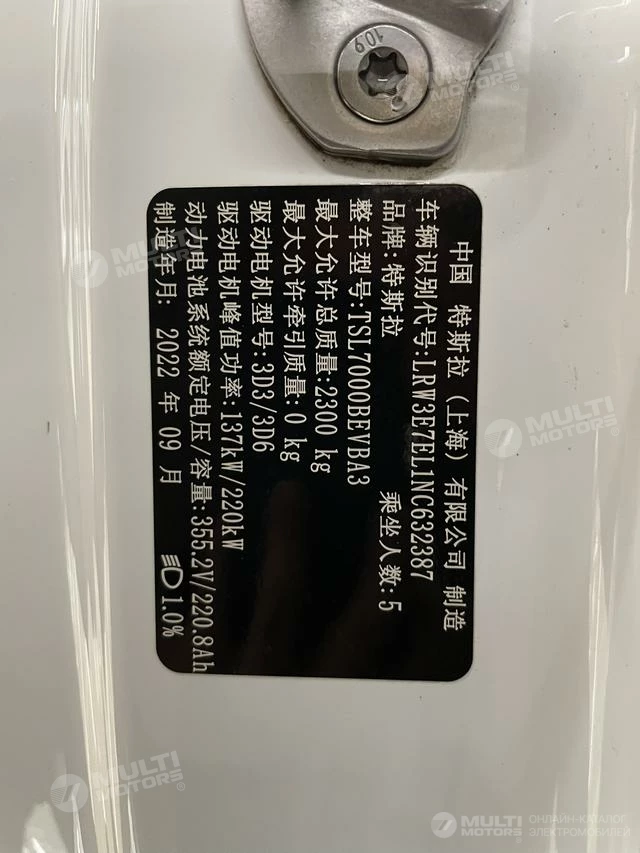 109
中国 特斯拉（上海）有限公司 制造
车辆识别代号:LRW3E7EL1NC632387
品牌:特斯拉 乘坐人数:5
整车型号:TSL7000BEVBA3
最大允许总质量:2300 kg
最大允许牵引质量:0 kg
驱动电机型号:3D3/3D6
驱动电机峰值功率:137kW/220kW
动力电池系统额定电压/容量:355.2V/220.8Ah
制造年月: 2022 年 09 月 1.0%
MULTI MOTORS®
MULTI MOTORS®
MULTI MOTORS®
MULTI MOTORS®
MULTI MOTORS® ОНЛАЙН-КАТАЛОГ
ЭЛЕКТРОМОБИЛЕЙ